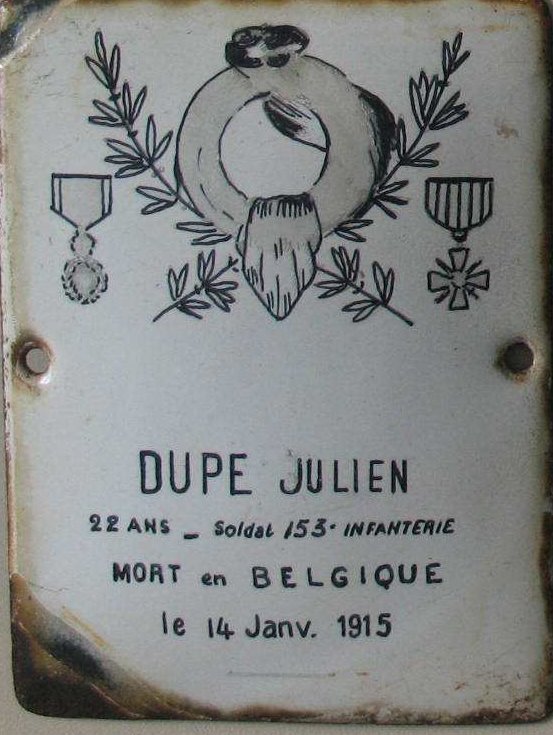 DUPE JULIEN
22 ANS - Soldat 153e INFANTERIE
MORT en BELGIQUE
le 14 Janv. 1915